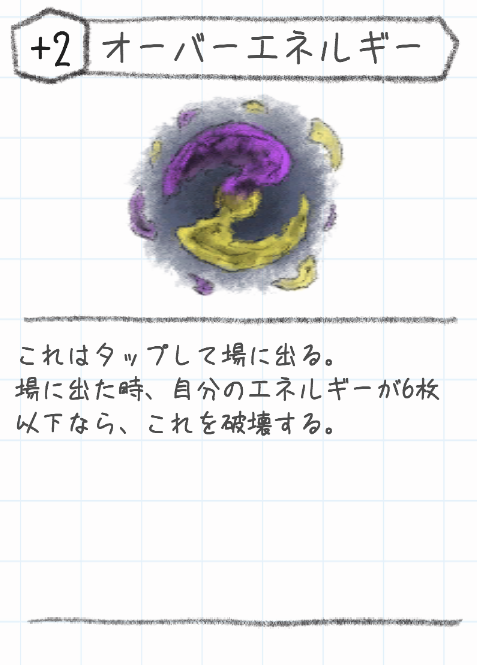 +2 オーバーエネルギー
これはタップして場に出る。
場に出た時、自分のエネルギーが6枚
以下なら、これを破壊する。